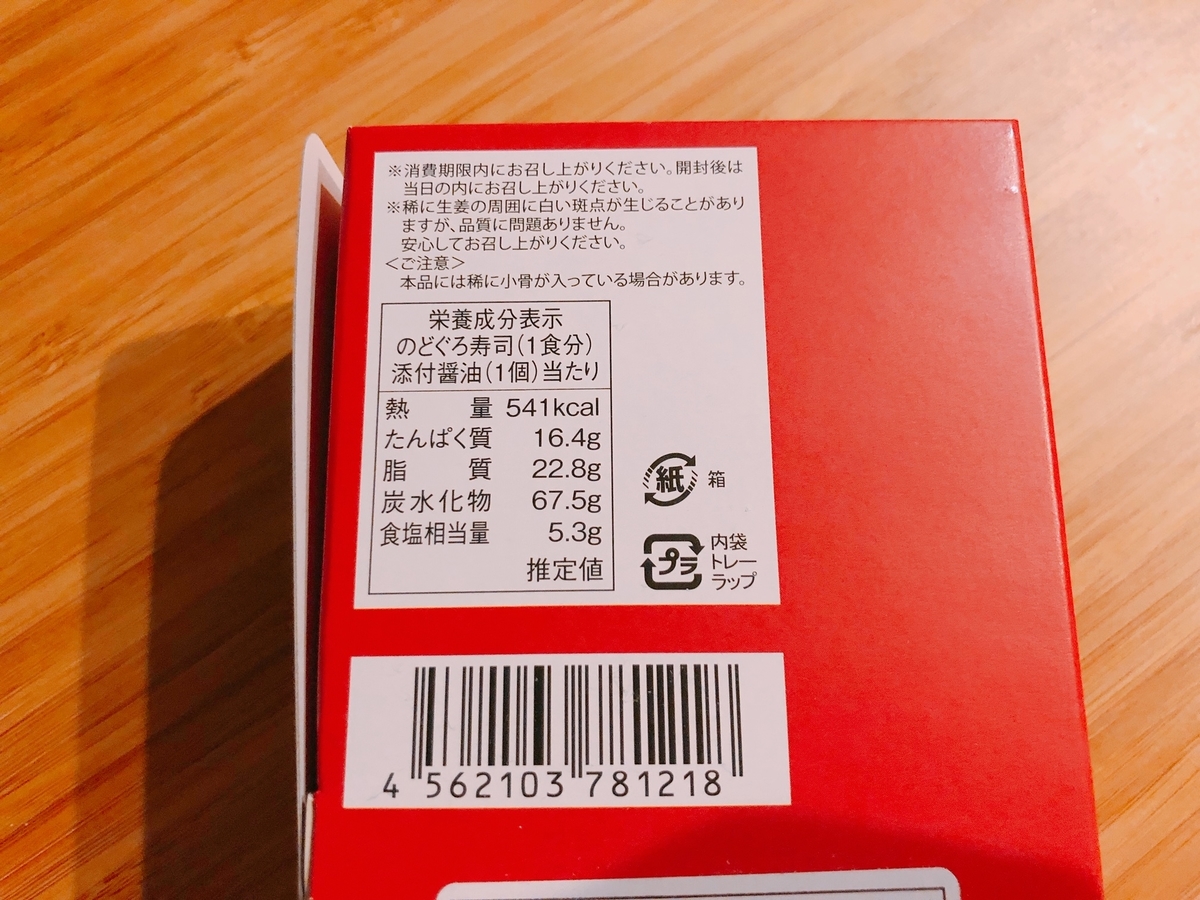 ※消費期限内にお召し上がりください。開封後は
当日の内にお召し上がりください。
※稀に生姜の周囲に白い斑点が生じることがあり
ますが、品質に問題ありません。
安心してお召し上がりください。
＜ご注意＞
本品には稀に小骨が入っている場合があります。
栄養成分表示
のどぐろ寿司(1食分)
添付醤油(1個)当たり
熱量 541kcal
たんぱく質 16.4g
脂質 22.8g
炭水化物 67.5g
食塩相当量 5.3g
推定値
紙 箱
プラ 内袋
トレー
ラップ
4 562103 781218